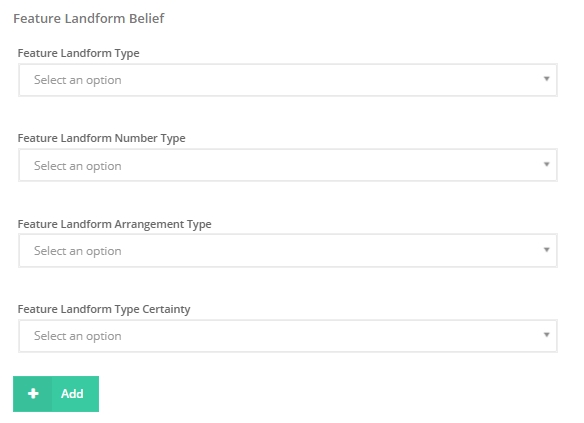 Feature Landform Belief
Feature Landform Type
Select an option
Feature Landform Number Type
Select an option
Feature Landform Arrangement Type
Select an option
Feature Landform Type Certainty
Select an option
Add